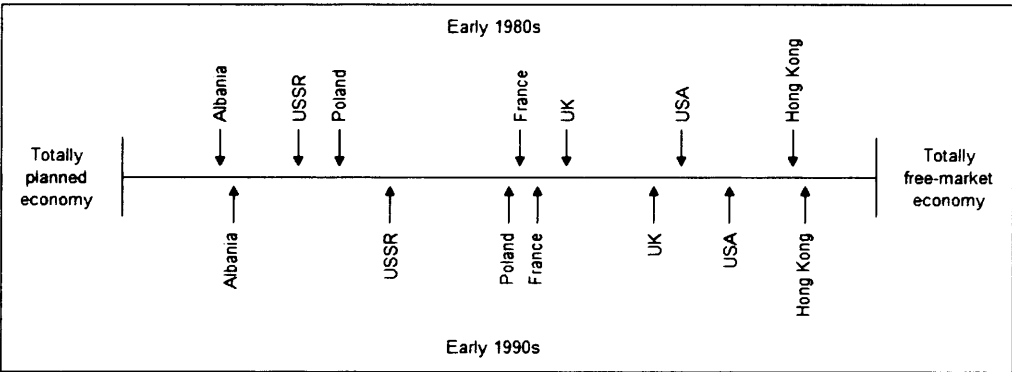 Early 1980s
Albania
USSR
Poland
France
UK
USA
Hong Kong
Totally
planned
economy
Totally
free-market
economy
Albania
USSR
Poland
France
UK
USA
Hong Kong
Early 1990s